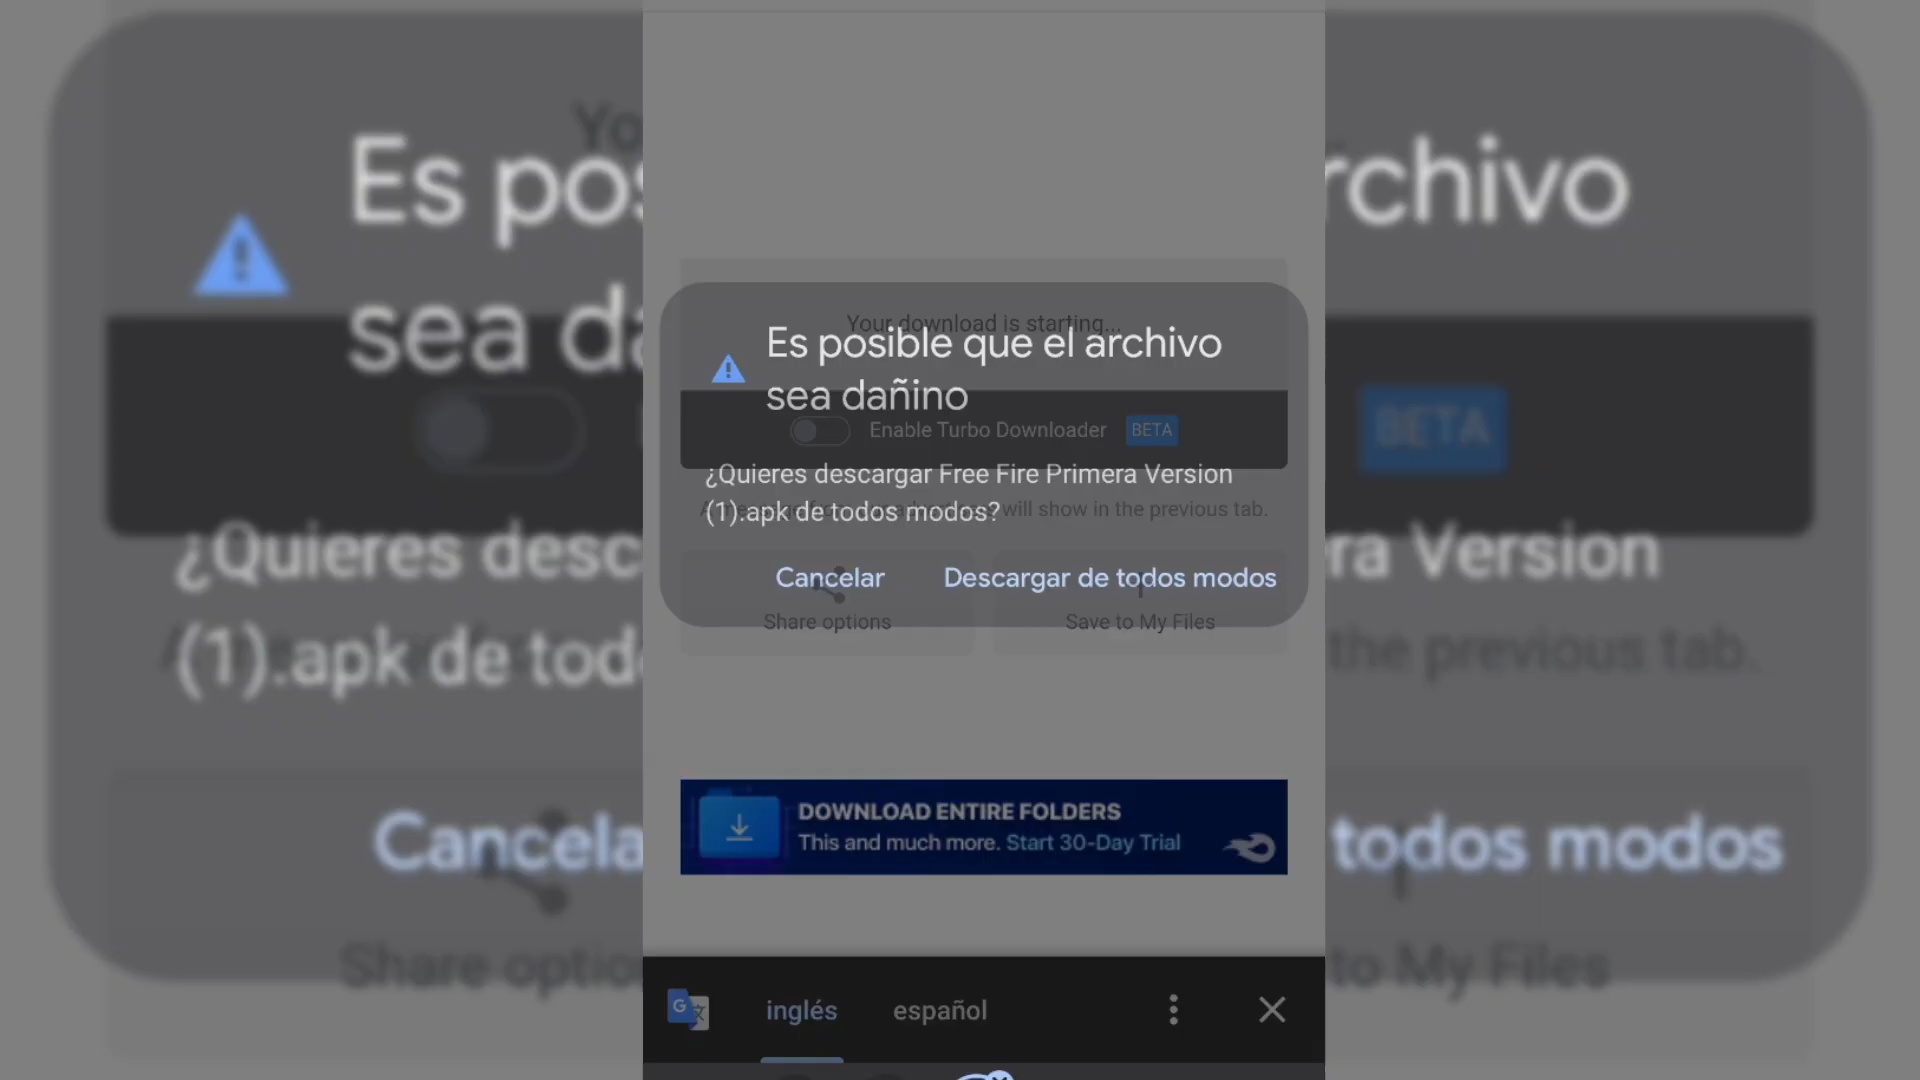 Your download is starting...
Es posible que el archivo
sea dañino
Enable Turbo Downloader BETA
¿Quieres descargar Free Fire Primera Version
(1).apk de todos modos?
will show in the previous tab.
Cancelar Descargar de todos modos
Share options Save to My Files
DOWNLOAD ENTIRE FOLDERS
This and much more. Start 30-Day Trial
inglés español